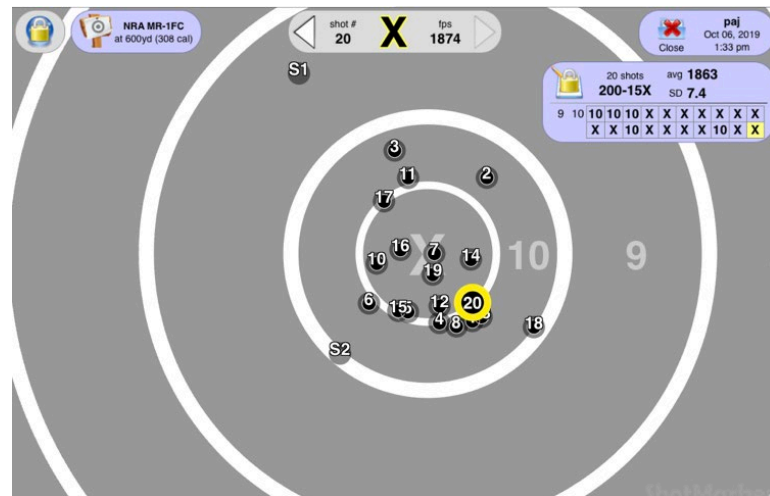 NRA MR-1FC
at 600yd (308 cal)
shot #
20
X
fps
1874
Close
paj
Oct 06, 2019
1:33 pm
20 shots
200-15X
avg 1863
SD 7.4
9 10 10 10 10 X X X X X X X
X X 10 X X X X 10 X X
S1
3
11
2
17
16
7
14
10
19
X
10
9
6
15
5
12
20
4
8
18
S2